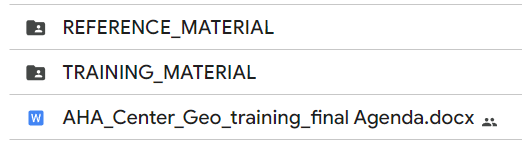 REFERENCE_MATERIAL
TRAINING_MATERIAL
W AHA_Center_Geo_training_final Agenda.docx